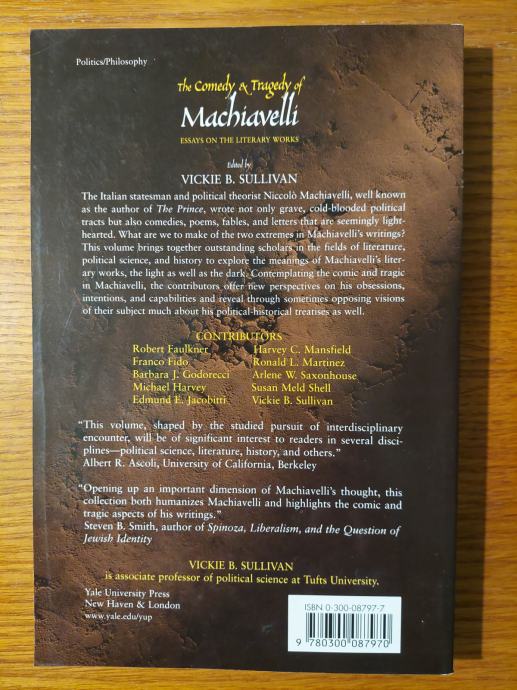 Politics/Philosophy
The Comedy & Tragedy of
Machiavelli
ESSAYS ON THE LITERARY WORKS
Edited by
VICKIE B. SULLIVAN
The Italian statesman and political theorist Niccolò Machiavelli, well known
as the author of The Prince, wrote not only grave, cold-blooded political
tracts but also comedies, poems, fables, and letters that are seemingly light-
hearted. What are we to make of the two extremes in Machiavelli's writings?
This volume brings together outstanding scholars in the fields of literature,
political science, and history to explore the meanings of Machiavelli's liter-
ary works, the light as well as the dark. Contemplating the comic and tragic
in Machiavelli, the contributors offer new perspectives on his obsessions,
intentions, and capabilities and reveal through sometimes opposing visions
of their subject much about his political-historical treatises as well.
CONTRIBUTORS
Robert Faulkner Harvey C. Mansfield
Franco Fido Ronald L. Martinez
Barbara J. Godorecci Arlene W. Saxonhouse
Michael Harvey Susan Meld Shell
Edmund E. Jacobitti Vickie B. Sullivan
"This volume, shaped by the studied pursuit of interdisciplinary
encounter, will be of significant interest to readers in several disci-
plines—political science, literature, history, and others."
Albert R. Ascoli, University of California, Berkeley
"Opening up an important dimension of Machiavelli's thought, this
collection both humanizes Machiavelli and highlights the comic and
tragic aspects of his writings."
Steven B. Smith, author of Spinoza, Liberalism, and the Question of
Jewish Identity
VICKIE B. SULLIVAN
is associate professor of political science at Tufts University.
Yale University Press
New Haven & London
www.yale.edu/yup
ISBN 0-300-08797-7
9 780300 087970